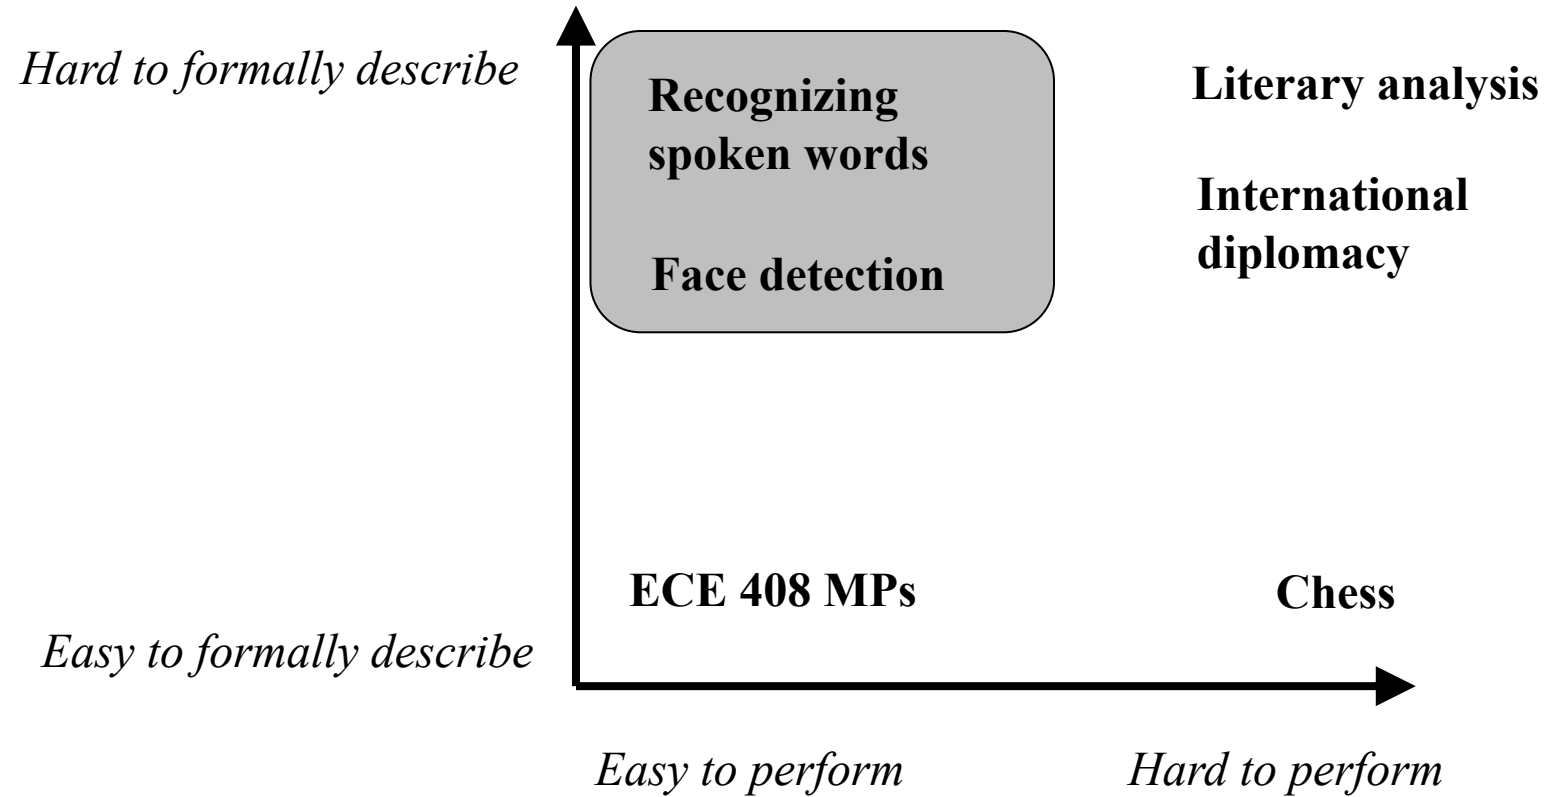 Hard to formally describe
Recognizing
spoken words
Face detection
Literary analysis
International
diplomacy
ECE 408 MPs
Chess
Easy to formally describe
Easy to perform
Hard to perform